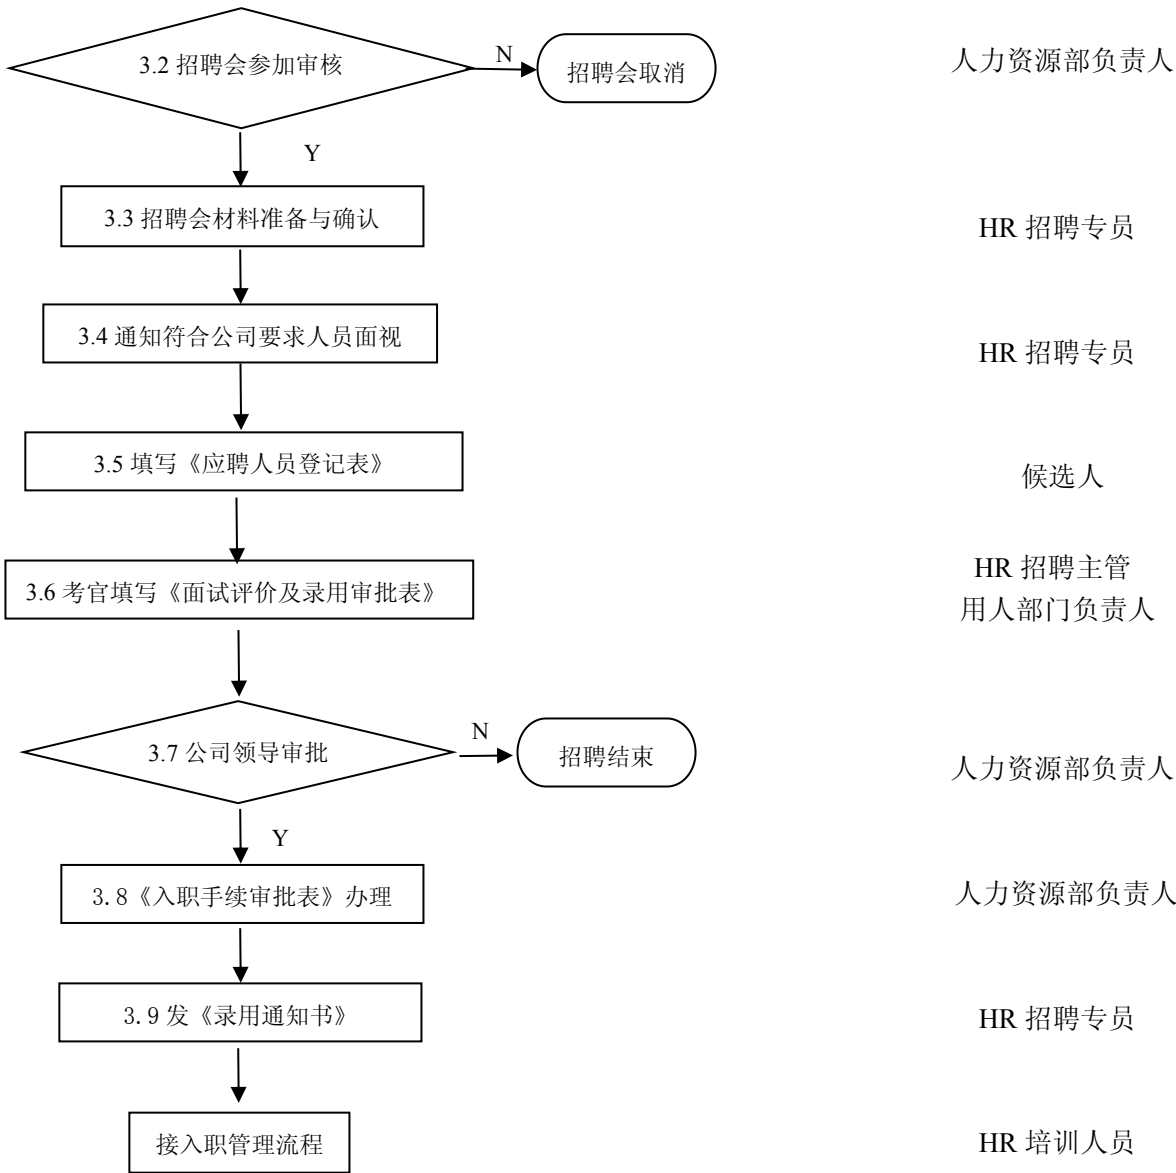 3.2 招聘会参加审核
N
招聘会取消
人力资源部负责人
Y
3.3 招聘会材料准备与确认
HR 招聘专员
3.4 通知符合公司要求人员面视
HR 招聘专员
3.5 填写《应聘人员登记表》
候选人
3.6 考官填写《面试评价及录用审批表》
HR 招聘主管
用人部门负责人
3.7 公司领导审批
N
招聘结束
人力资源部负责人
Y
3.8《入职手续审批表》办理
人力资源部负责人
3.9 发《录用通知书》
HR 招聘专员
接入职管理流程
HR 培训人员